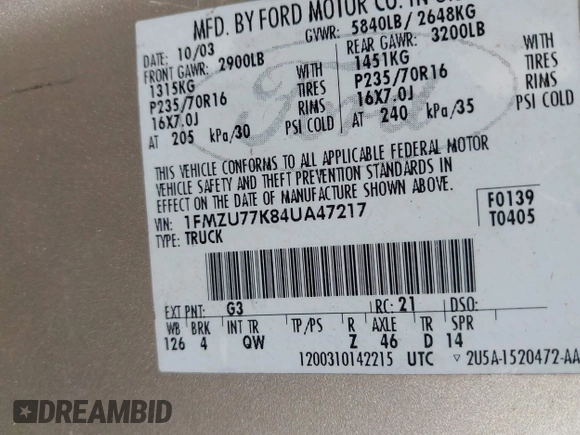 MFD. BY FORD MOTOR CO. IN
GVWR: 5840LB / 2648KG
DATE: 10/03
FRONT GAWR: 2900LB
REAR GAWR: 3200LB
1315KG WITH
1451KG WITH
P235/70R16 TIRES
P235/70R16 TIRES
16X7.0J RIMS
16X7.0J RIMS
AT 205 kPa/30 PSI COLD
AT 240 kPa/35 PSI COLD
Ford
THIS VEHICLE CONFORMS TO ALL APPLICABLE FEDERAL MOTOR
VEHICLE SAFETY AND THEFT PREVENTION STANDARDS IN
EFFECT ON THE DATE OF MANUFACTURE SHOWN ABOVE.
VIN: 1FMZU77K84UA47217
TYPE: TRUCK
F0139
T0405
EXT PNT: G3 RC: 21 DSO:
WB BRK INT TR TP/PS R AXLE TR SPR
126 4 QW Z 46 D 14
1200310142215 UTC ▽ 2U5A-1520472-AA
DREAMBID